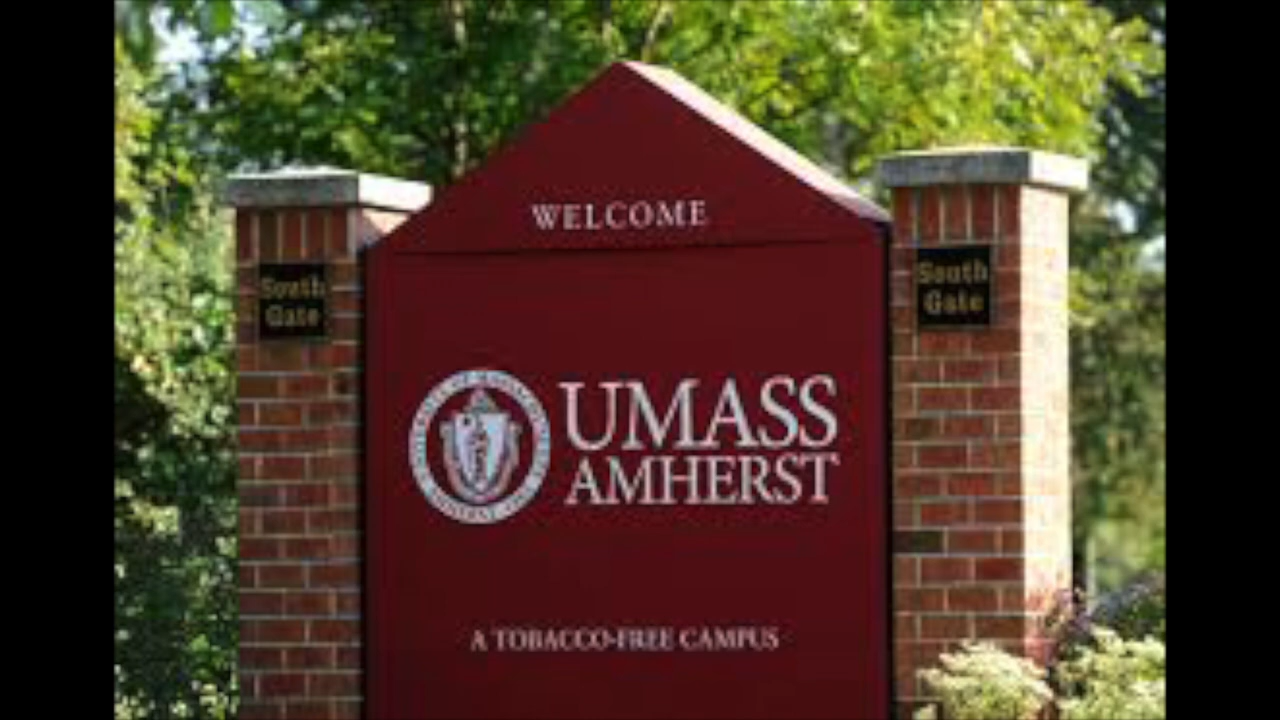 WELCOME
South
Gate
South
Gate
UMASS
AMHERST
A TOBACCO-FREE CAMPUS